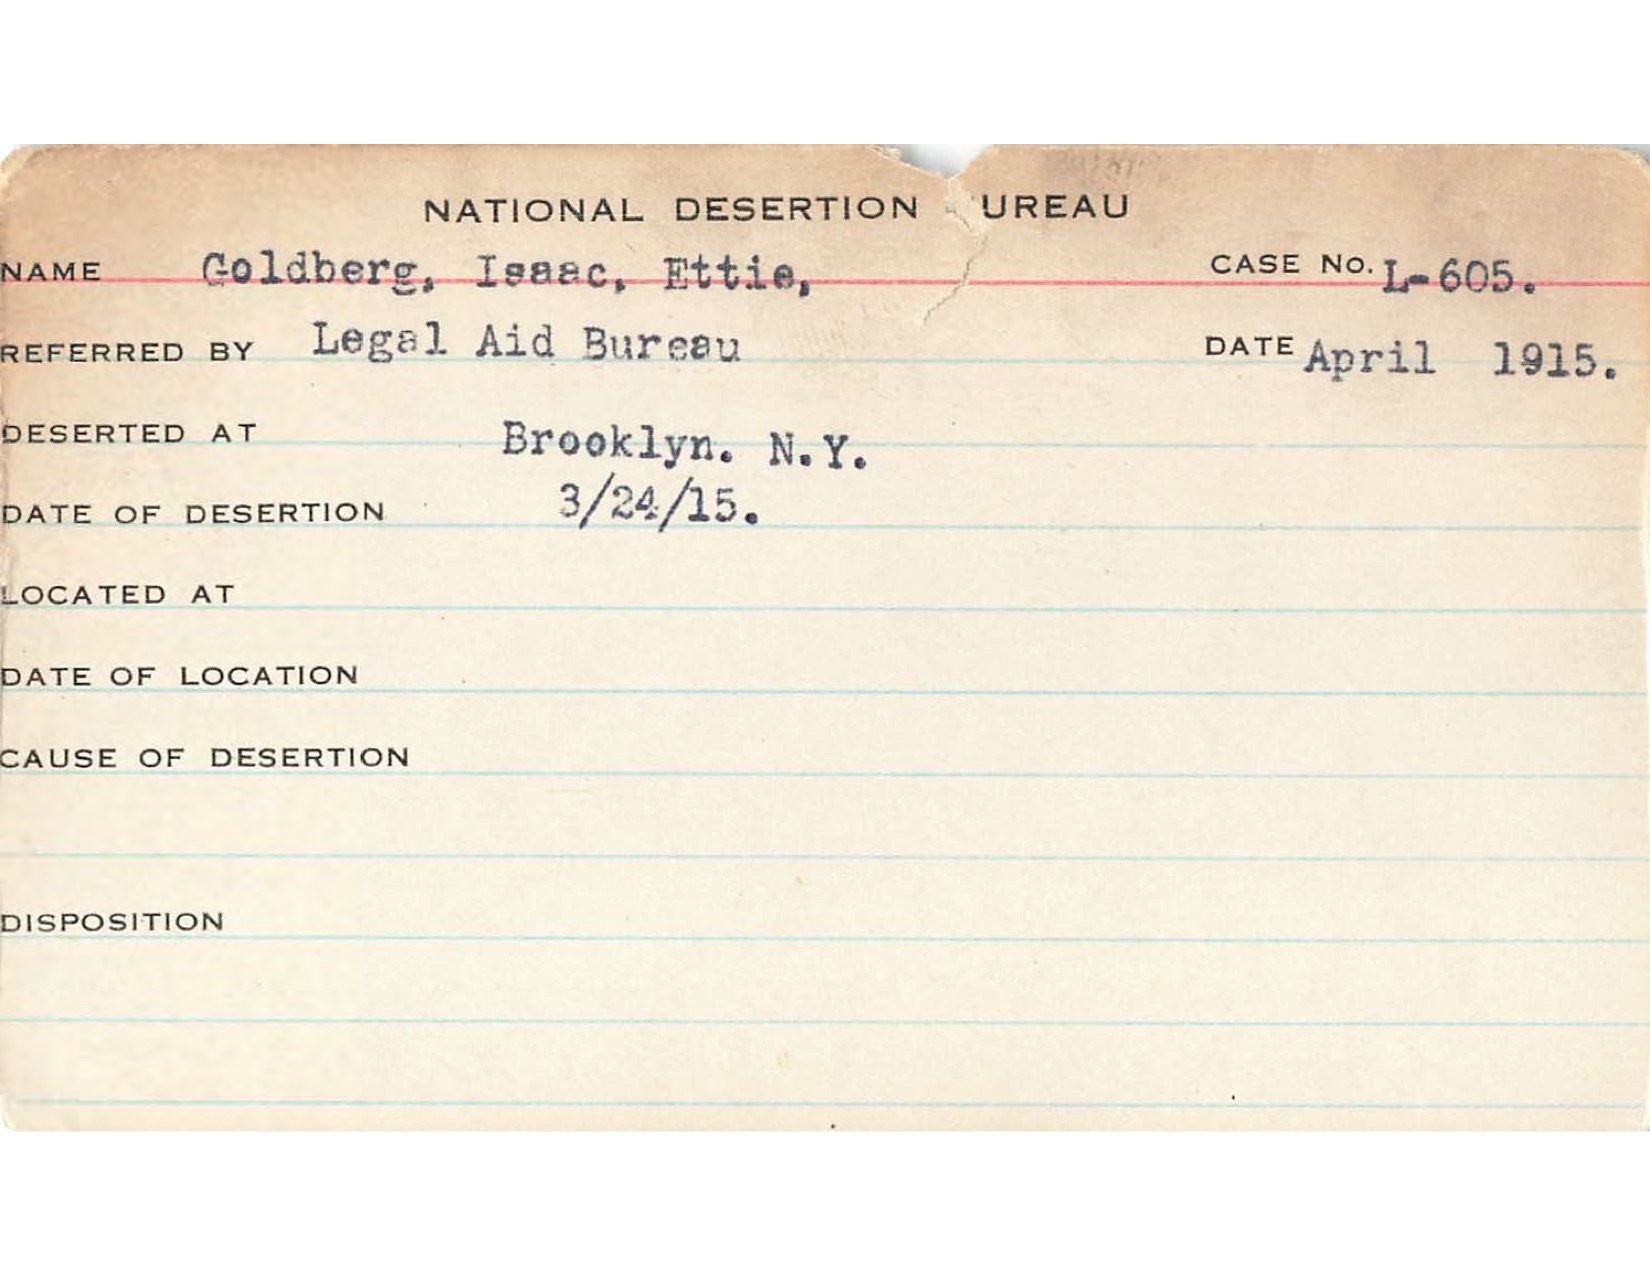 NATIONAL DESERTION UREAU
NAME Goldberg, Isaac, Ettie, CASE No. L-605.
REFERRED BY Legal Aid Bureau DATE April 1915.
DESERTED AT Brooklyn. N.Y.
DATE OF DESERTION 3/24/15.
LOCATED AT
DATE OF LOCATION
CAUSE OF DESERTION
DISPOSITION